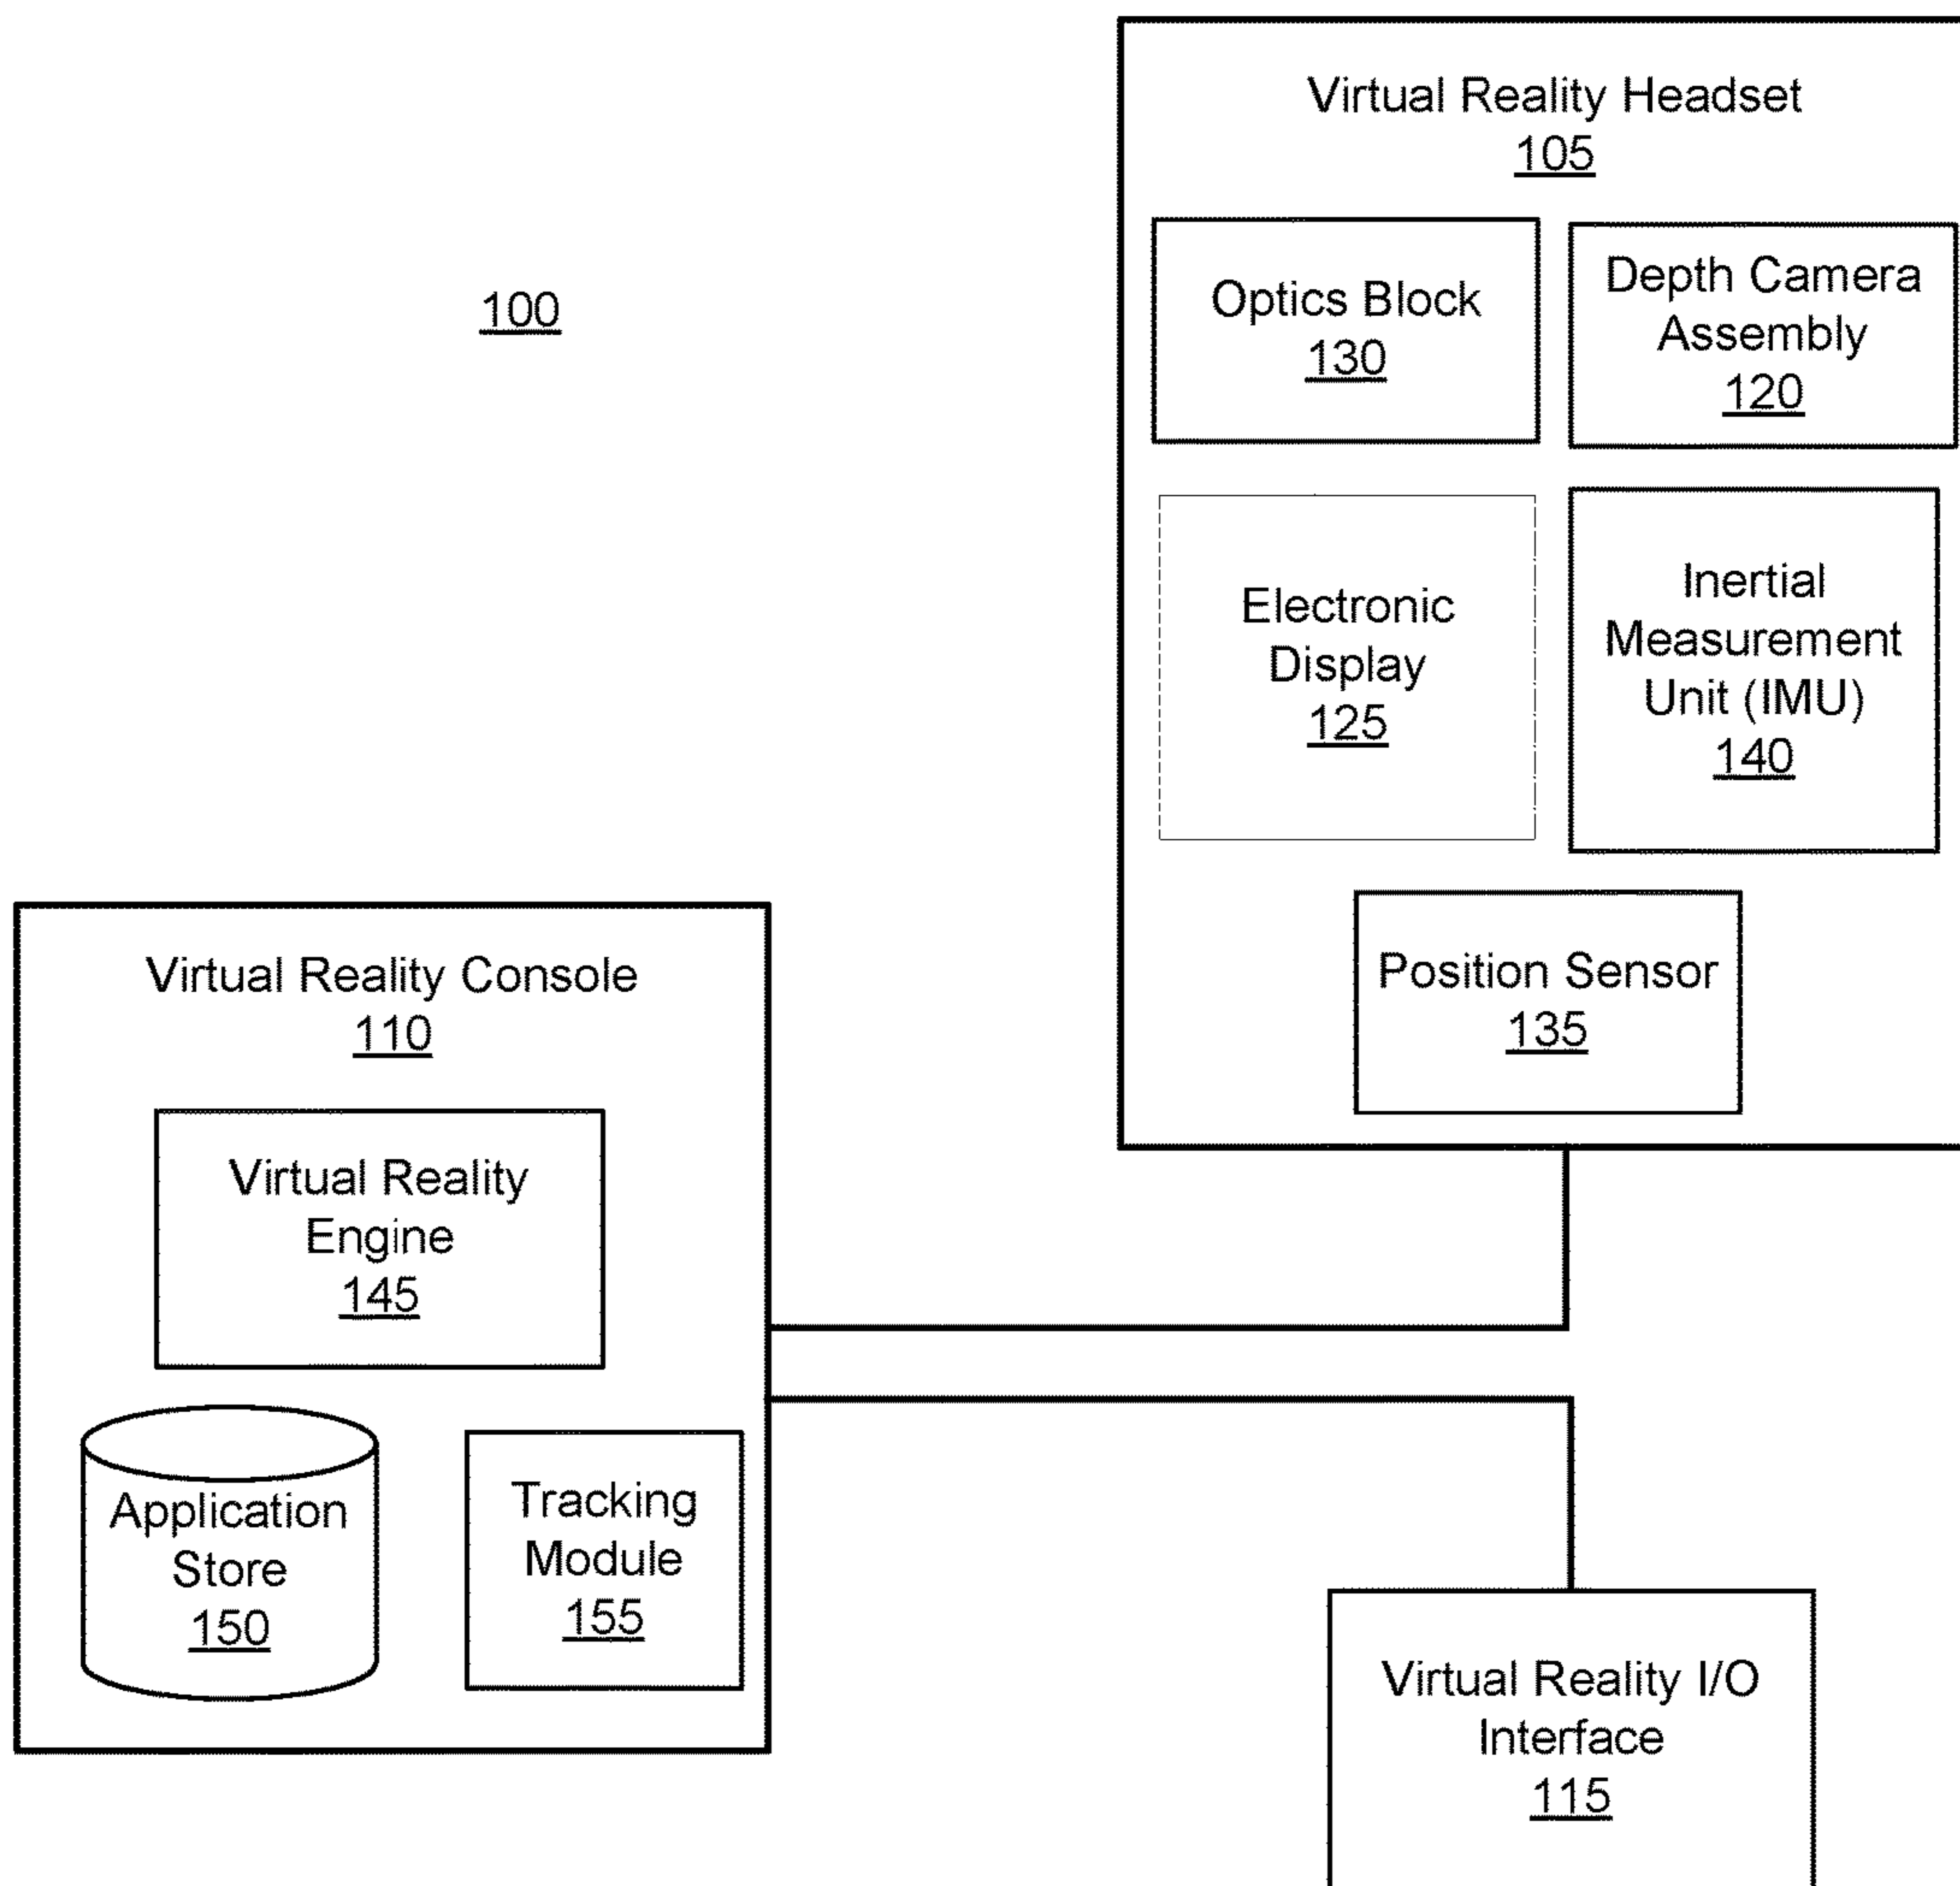 100
Virtual Reality Headset
105
Optics Block
130
Depth Camera
Assembly
120
Electronic
Display
125
Inertial
Measurement
Unit (IMU)
140
Position Sensor
135
Virtual Reality Console
110
Virtual Reality
Engine
145
Application
Store
150
Tracking
Module
155
Virtual Reality I/O
Interface
115